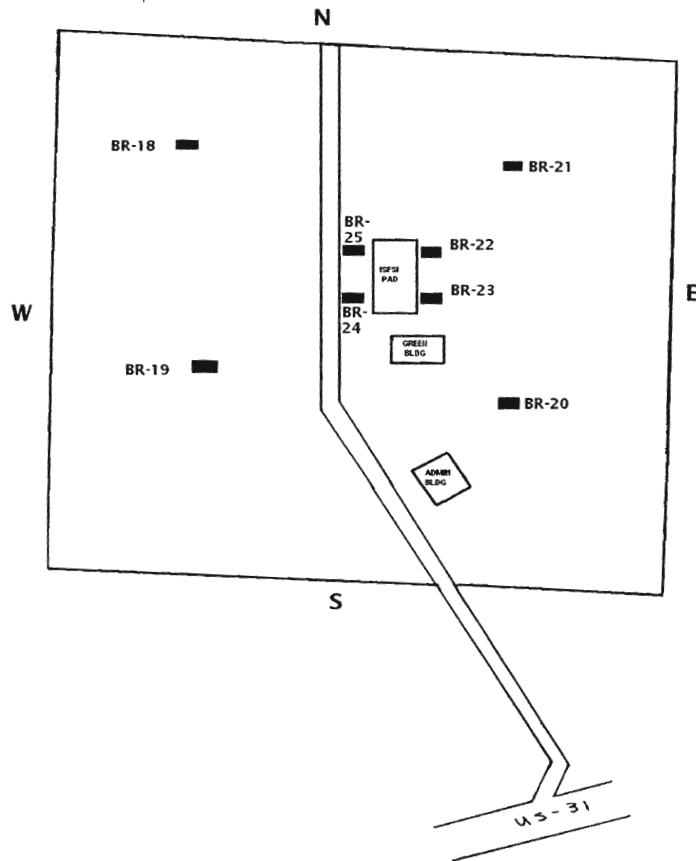 N
BR-18
BR-21
BR-
25
BR-22
ISFSI
PAD
W
E
BR-23
BR-
24
GREEN
BLDG
BR-19
BR-20
ADMIN
BLDG
S
US-31